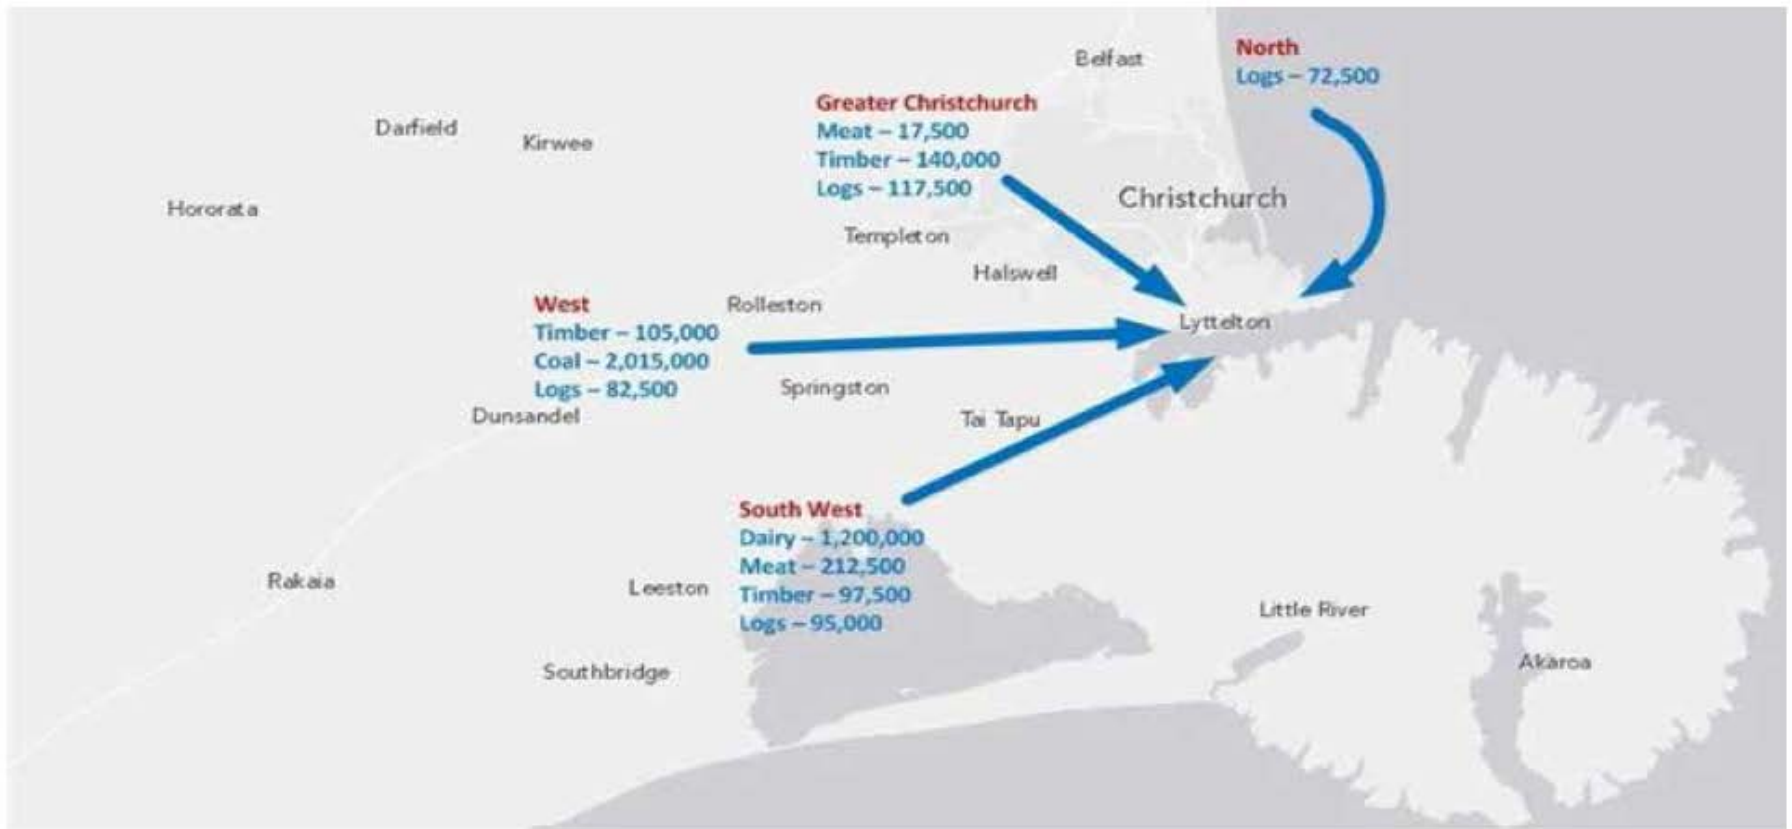 Belfast
North
Logs – 72,500
Greater Christchurch
Meat – 17,500
Timber – 140,000
Logs – 117,500
Darfield
Kirwee
Christchurch
Hororata
Templeton
Halswell
West
Timber – 105,000
Coal – 2,015,000
Logs – 82,500
Rolleston
Lyttelton
Springston
Dunsandel
Tai Tapu
South West
Dairy – 1,200,000
Meat – 212,500
Timber – 97,500
Logs – 95,000
Rakaia
Leeston
Little River
Southbridge
Akaroa